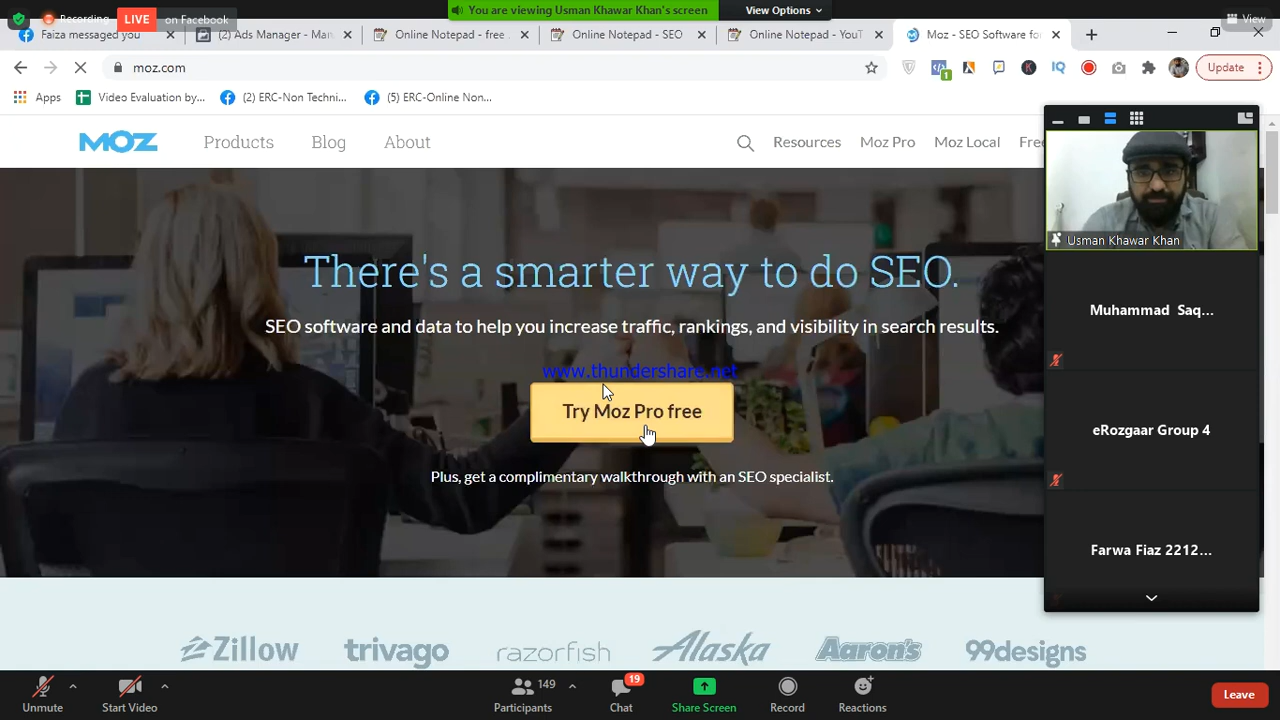 Recording
LIVE on Facebook
You are viewing Usman Khawar Khan's screen
View Options
View
Faiza messaged you
(2) Ads Manager - Man
Online Notepad - free
Online Notepad - SEO
Online Notepad - YouT
Moz - SEO Software for
moz.com
1
K
IQ
Update
Apps
Video Evaluation by...
(2) ERC-Non Techni...
(5) ERC-Online Non...
MOZ
Products
Blog
About
Resources
Moz Pro
Moz Local
Free
There's a smarter way to do SEO.
SEO software and data to help you increase traffic, rankings, and visibility in search results.
www.thundershare.net
Try Moz Pro free
Plus, get a complimentary walkthrough with an SEO specialist.
Usman Khawar Khan
Muhammad Saq...
eRozgaar Group 4
Farwa Fiaz 2212...
Zillow
trivago
razorfish
Alaska
Aaron's
99designs
Unmute
Start Video
149
Participants
19
Chat
Share Screen
Record
Reactions
Leave